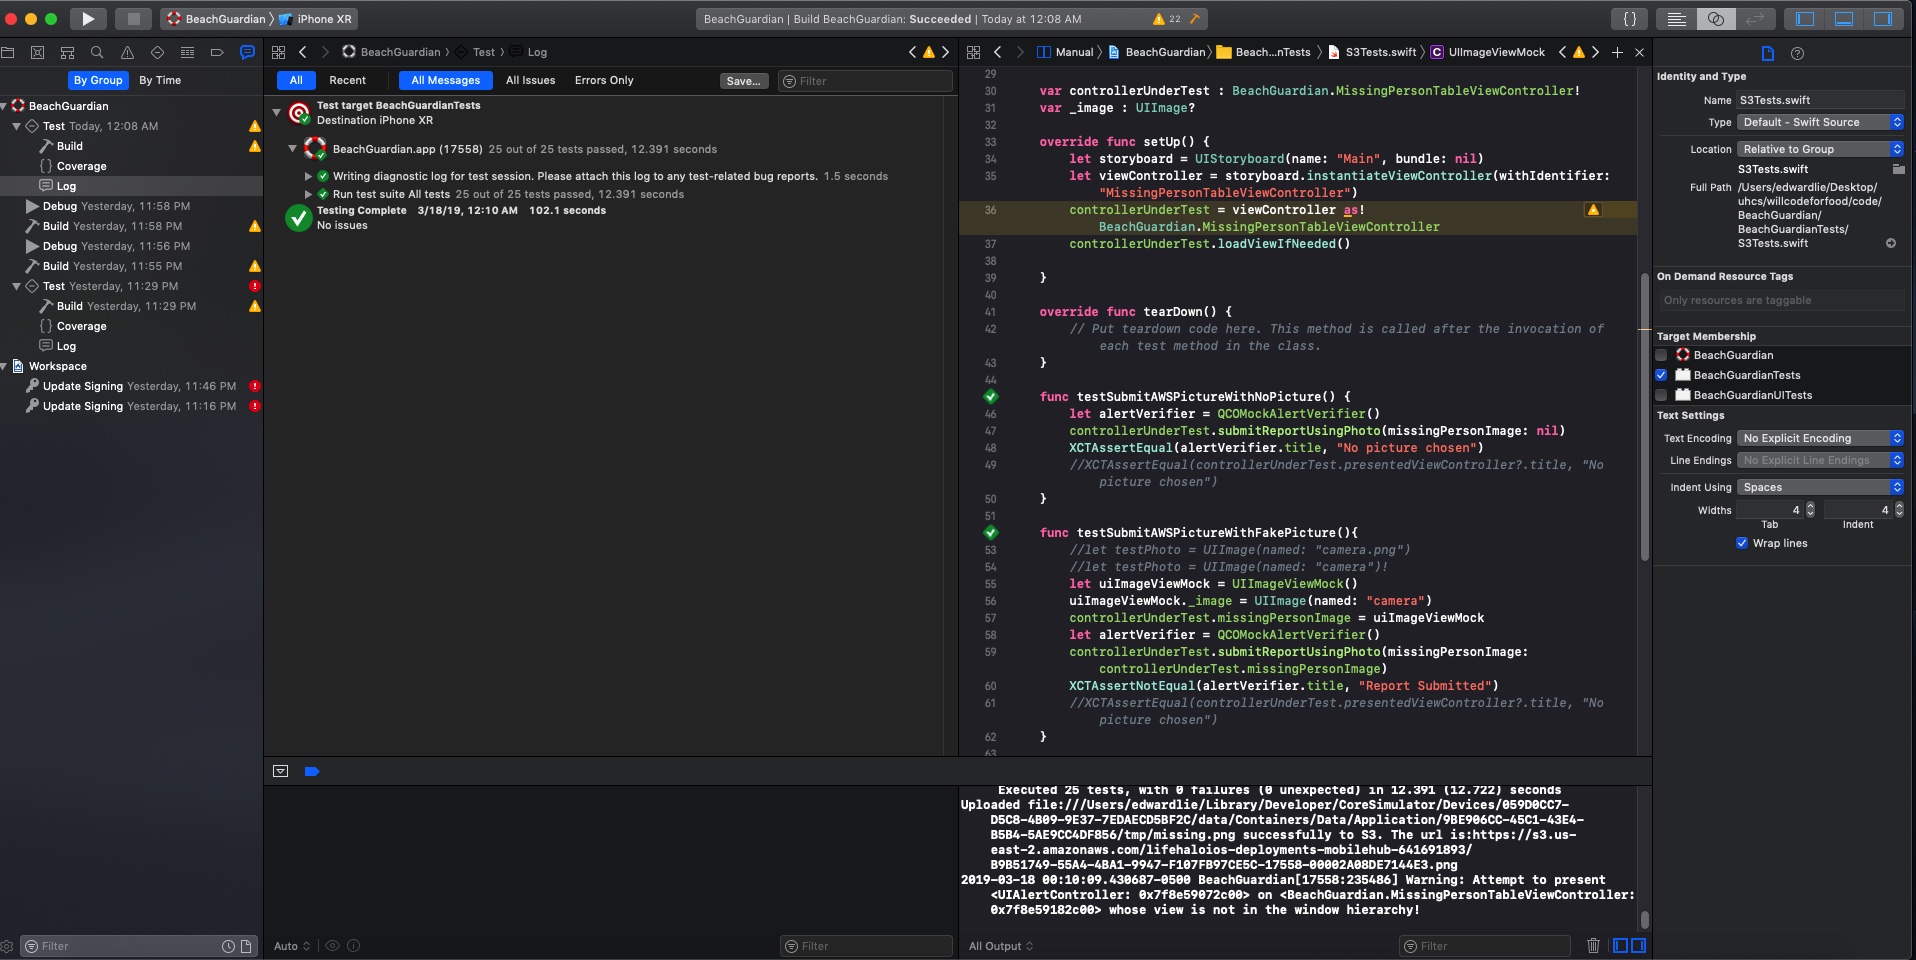 BeachGuardian iPhone XR
BeachGuardian | Build BeachGuardian: Succeeded | Today at 12:08 AM
22
{}
By Group By Time
BeachGuardian
Test Today, 12:08 AM
Build
{ } Coverage
Log
Debug Yesterday, 11:58 PM
Build Yesterday, 11:58 PM
Debug Yesterday, 11:56 PM
Build Yesterday, 11:55 PM
Test Yesterday, 11:29 PM
Build Yesterday, 11:29 PM
{ } Coverage
Log
Workspace
Update Signing Yesterday, 11:46 PM
Update Signing Yesterday, 11:16 PM
Filter
BeachGuardian Test Log
All Recent All Messages All Issues Errors Only Save... Filter
Test target BeachGuardianTests
Destination iPhone XR
BeachGuardian.app (17558) 25 out of 25 tests passed, 12.391 seconds
Writing diagnostic log for test session. Please attach this log to any test-related bug reports. 1.5 seconds
Run test suite All tests 25 out of 25 tests passed, 12.391 seconds
Testing Complete 3/18/19, 12:10 AM 102.1 seconds
No issues
Manual BeachGuardian Beach...nTests S3Tests.swift C UIImageViewMock
29
30 var controllerUnderTest : BeachGuardian.MissingPersonTableViewController!
31 var _image : UIImage?
32
33 override func setUp() {
34 let storyboard = UIStoryboard(name: "Main", bundle: nil)
35 let viewController = storyboard.instantiateViewController(withIdentifier:
"MissingPersonTableViewController")
36 controllerUnderTest = viewController as!
BeachGuardian.MissingPersonTableViewController
37 controllerUnderTest.loadViewIfNeeded()
38
39 }
40
41 override func tearDown() {
42 // Put teardown code here. This method is called after the invocation of
each test method in the class.
43 }
44
func testSubmitAWSPictureWithNoPicture() {
46 let alertVerifier = QCOMockAlertVerifier()
47 controllerUnderTest.submitReportUsingPhoto(missingPersonImage: nil)
48 XCTAssertEqual(alertVerifier.title, "No picture chosen")
49 //XCTAssertEqual(controllerUnderTest.presentedViewController?.title, "No
picture chosen")
50 }
51
func testSubmitAWSPictureWithFakePicture(){
53 //let testPhoto = UIImage(named: "camera.png")
54 //let testPhoto = UIImage(named: "camera")!
55 let uiImageViewMock = UIImageViewMock()
56 uiImageViewMock._image = UIImage(named: "camera")
57 controllerUnderTest.missingPersonImage = uiImageViewMock
58 let alertVerifier = QCOMockAlertVerifier()
59 controllerUnderTest.submitReportUsingPhoto(missingPersonImage:
controllerUnderTest.missingPersonImage)
60 XCTAssertNotEqual(alertVerifier.title, "Report Submitted")
61 //XCTAssertEqual(controllerUnderTest.presentedViewController?.title, "No
picture chosen")
62 }
63
Executed 25 tests, with 0 failures (0 unexpected) in 12.391 (12.722) seconds
Uploaded file:///Users/edwardlie/Library/Developer/CoreSimulator/Devices/059D0CC7-
D5C8-4B09-9E37-7EDAECD5BF2C/data/Containers/Data/Application/9BE906CC-45C1-43E4-
B5B4-5AE9CC4DF856/tmp/missing.png successfully to S3. The url is:https://s3.us-
east-2.amazonaws.com/lifehaloios-deployments-mobilehub-641691893/
B9B51749-55A4-4BA1-9947-F107FB97CE5C-17558-00002A08DE7144E3.png
2019-03-18 00:10:09.430687-0500 BeachGuardian[17558:235486] Warning: Attempt to present
<UIAlertController: 0x7f8e59072c00> on <BeachGuardian.MissingPersonTableViewController:
0x7f8e59182c00> whose view is not in the window hierarchy!
Auto Filter
All Output Filter
Identity and Type
Name S3Tests.swift
Type Default - Swift Source
Location Relative to Group
S3Tests.swift
Full Path /Users/edwardlie/Desktop/
uhcs/willcodeforfood/code/
BeachGuardian/
BeachGuardianTests/
S3Tests.swift
On Demand Resource Tags
Only resources are taggable
Target Membership
BeachGuardian
BeachGuardianTests
BeachGuardianUITests
Text Settings
Text Encoding No Explicit Encoding
Line Endings No Explicit Line Endings
Indent Using Spaces
Widths 4 4
Tab Indent
Wrap lines